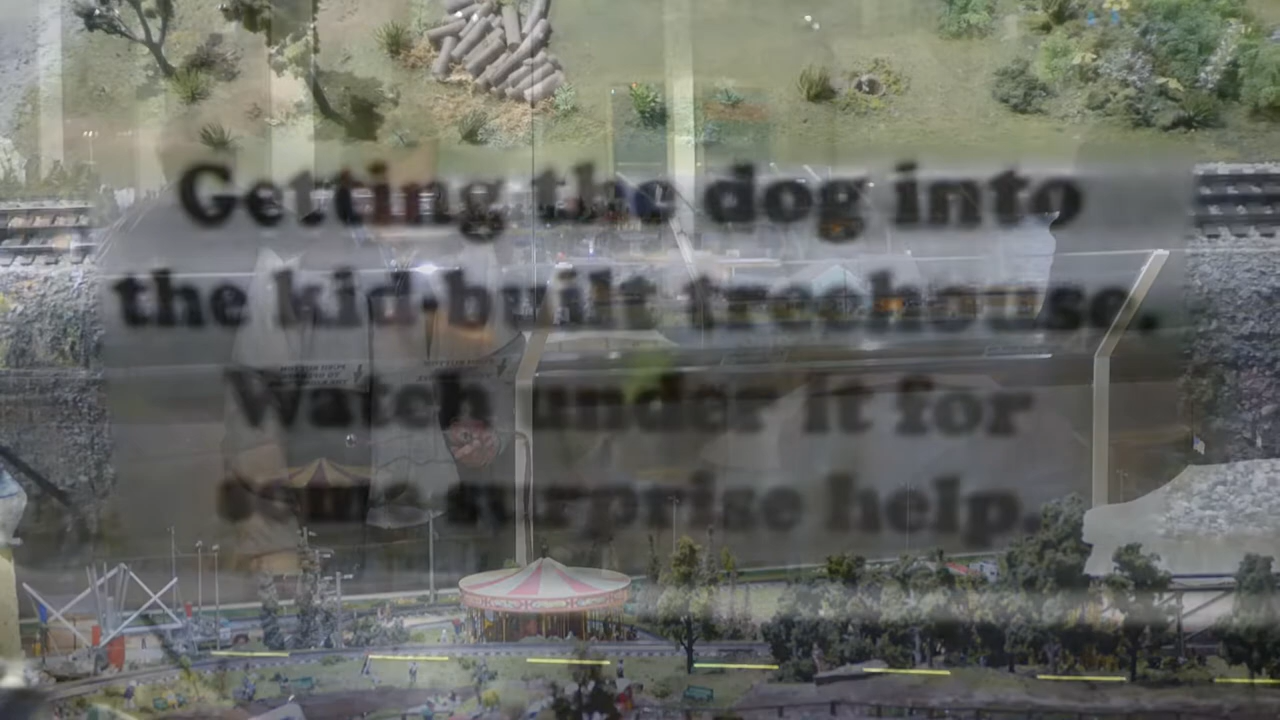 Getting the dog into
the kid-built treehouse.
Watch under it for
some surprise help.